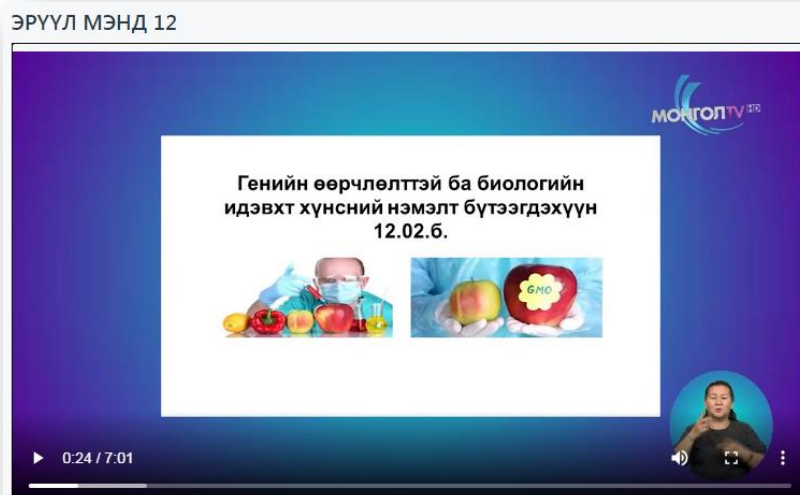 ЭРҮҮЛ МЭНД 12
МОНГОЛ TV HD
Генийн өөрчлөлттэй ба биологийн
идэвхт хүнсний нэмэлт бүтээгдэхүүн
12.02.б.
GMO
0:24 / 7:01